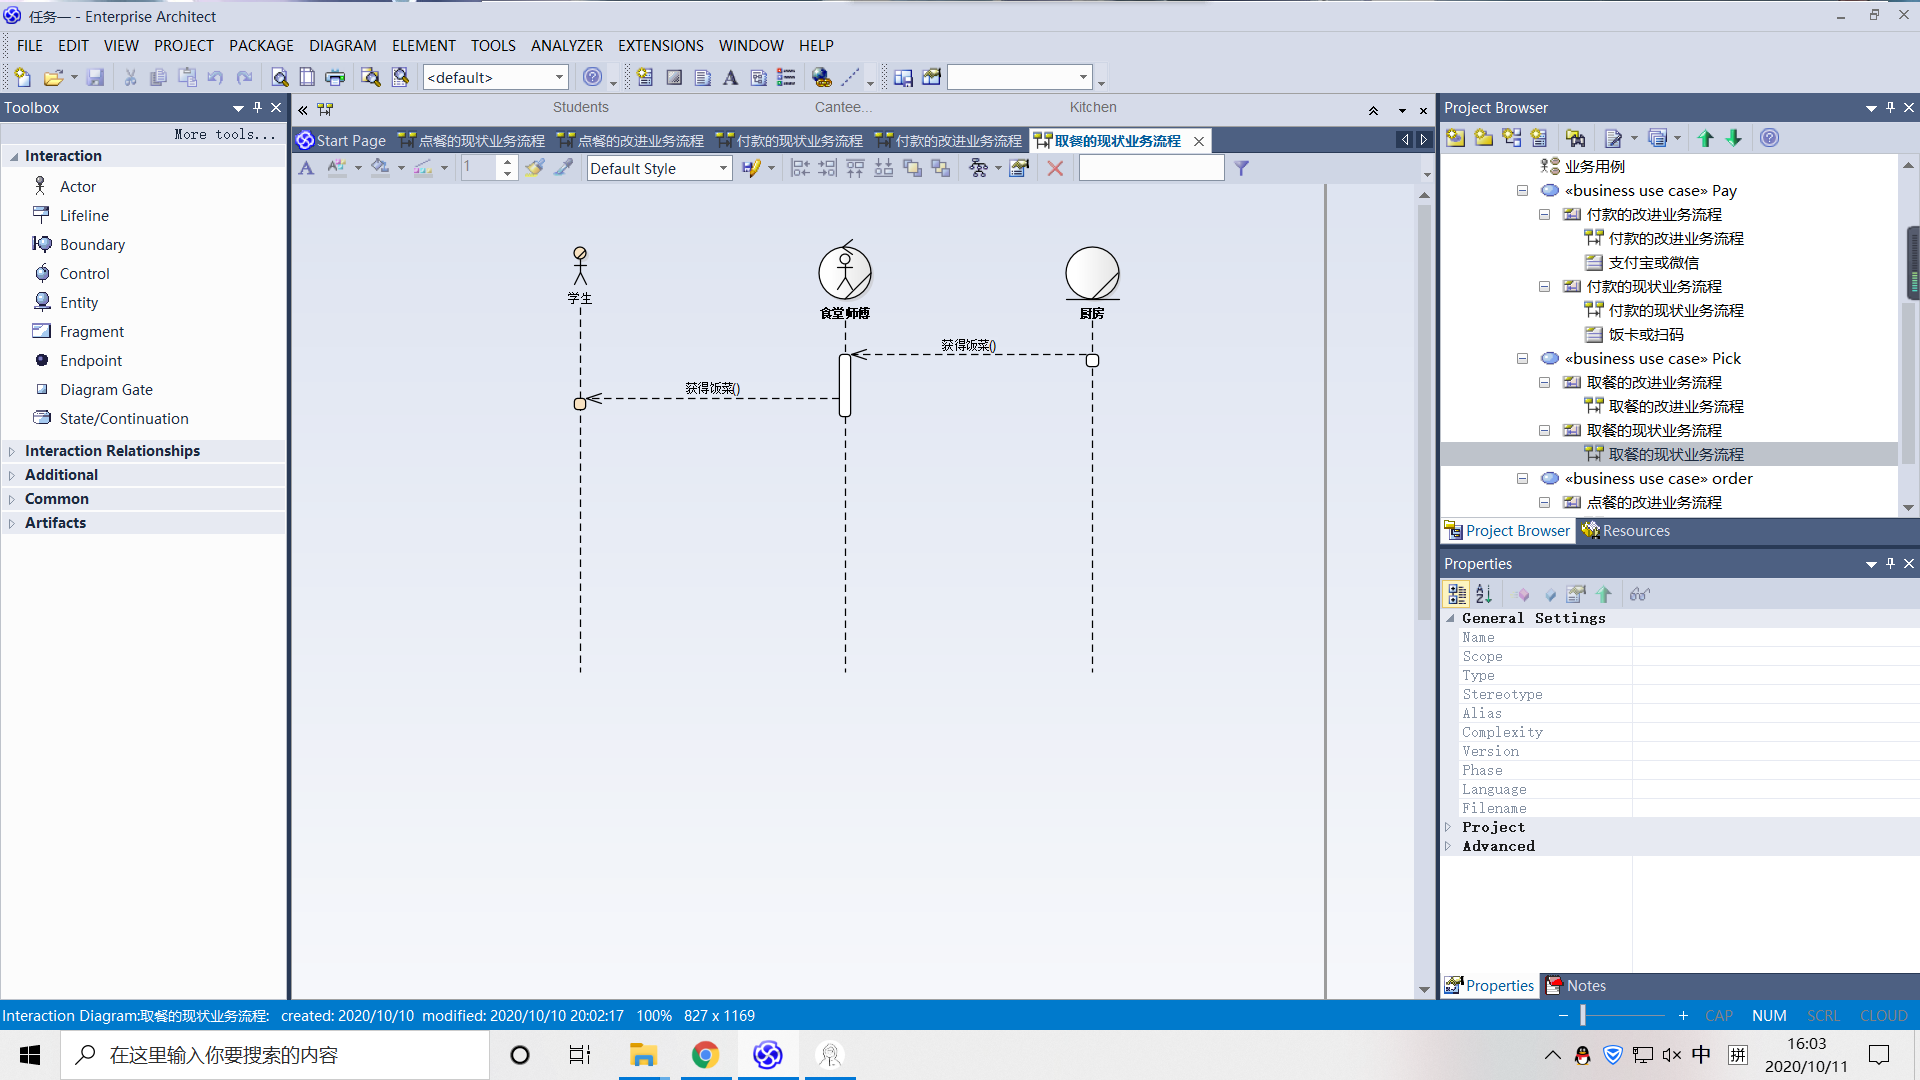 任务一 - Enterprise Architect
FILE EDIT VIEW PROJECT PACKAGE DIAGRAM ELEMENT TOOLS ANALYZER EXTENSIONS WINDOW HELP
<default>
Toolbox
More tools...
Interaction
Actor
Lifeline
Boundary
Control
Entity
Fragment
Endpoint
Diagram Gate
State/Continuation
Interaction Relationships
Additional
Common
Artifacts
Students Cantee... Kitchen
Start Page 点餐的现状业务流程 点餐的改进业务流程 付款的现状业务流程 付款的改进业务流程 取餐的现状业务流程
1 Default Style
学生
食堂师傅
厨房
获得饭菜()
获得饭菜()
Project Browser
业务用例
«business use case» Pay
付款的改进业务流程
付款的改进业务流程
支付宝或微信
付款的现状业务流程
付款的现状业务流程
饭卡或扫码
«business use case» Pick
取餐的改进业务流程
取餐的改进业务流程
取餐的现状业务流程
取餐的现状业务流程
«business use case» order
点餐的改进业务流程
Project Browser Resources
Properties
General Settings
Name
Scope
Type
Stereotype
Alias
Complexity
Version
Phase
Language
Filename
Project
Advanced
Properties Notes
Interaction Diagram:取餐的现状业务流程: created: 2020/10/10 modified: 2020/10/10 20:02:17 100% 827 x 1169
CAP NUM SCRL CLOUD
在这里输入你要搜索的内容
中 拼
16:03
2020/10/11